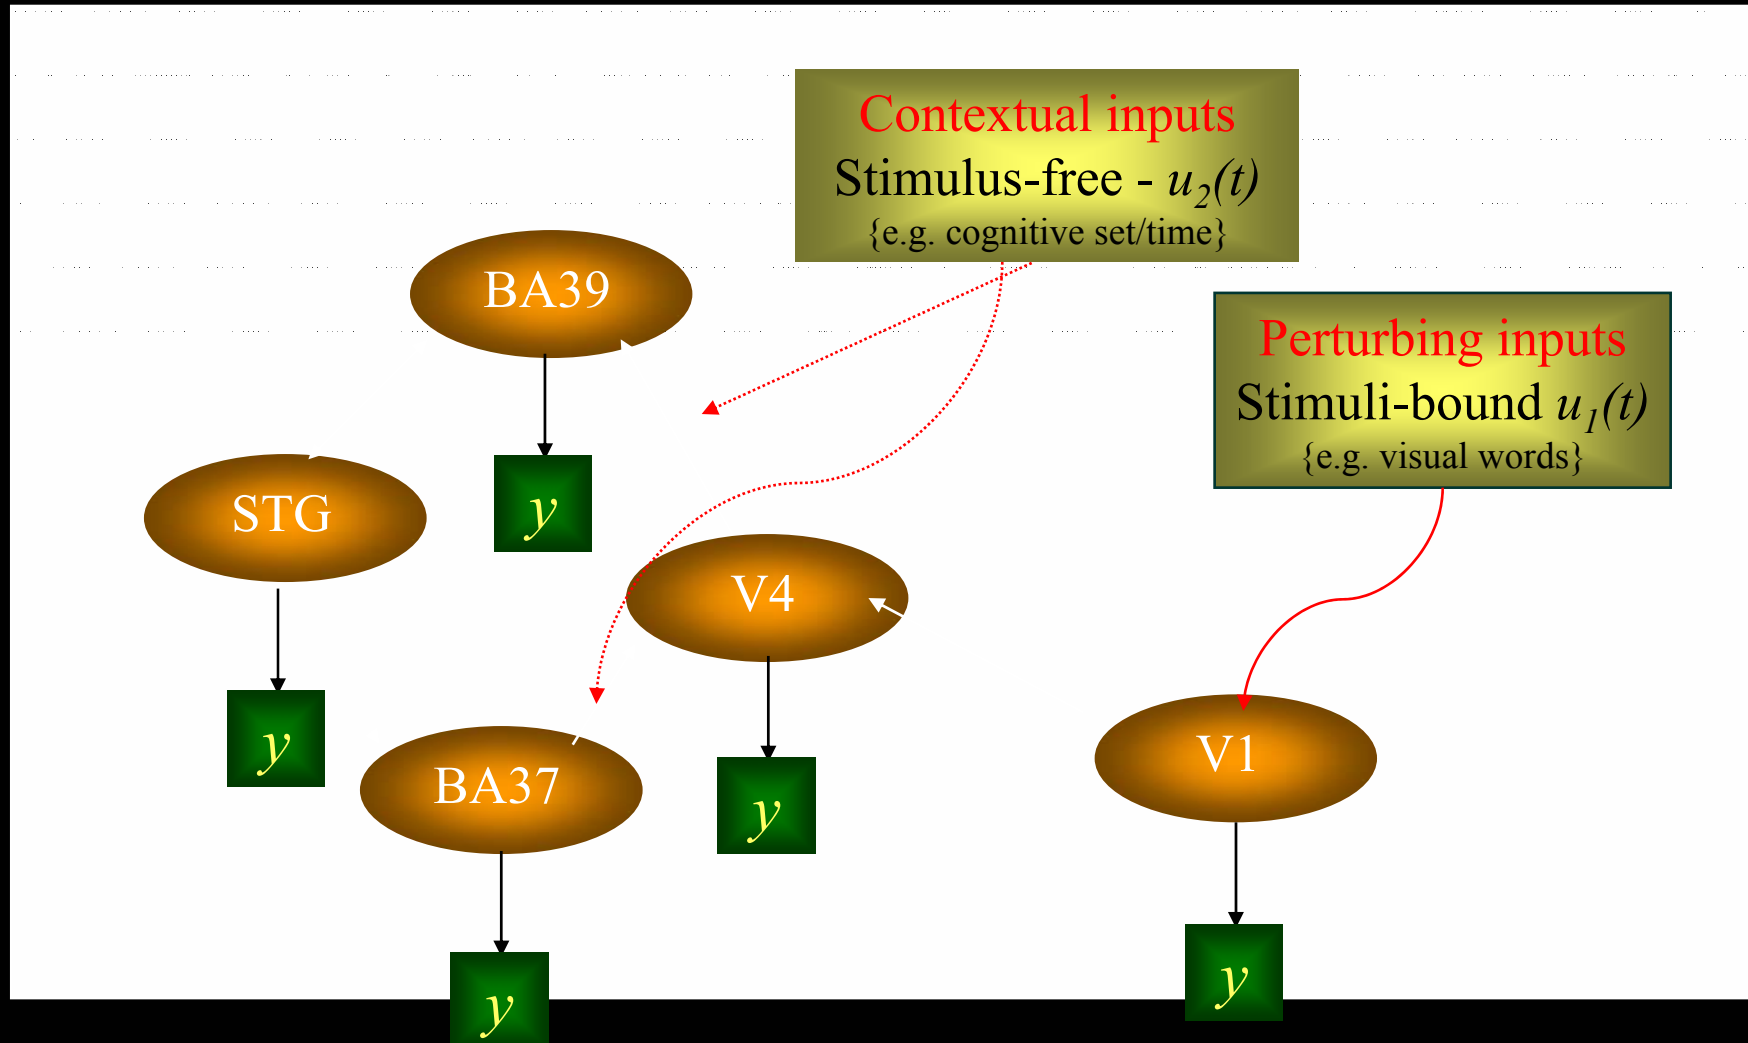 Contextual inputs
Stimulus-free - u₂(t)
{e.g. cognitive set/time}
BA39
Perturbing inputs
Stimuli-bound u₁(t)
{e.g. visual words}
STG
y
V4
y
BA37
y
V1
y
y